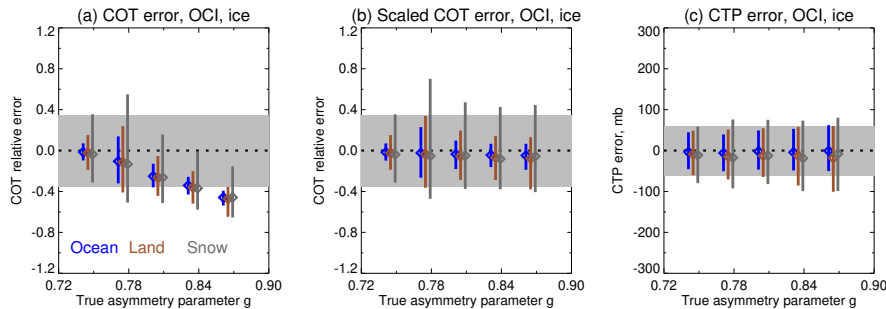 (a) COT error, OCI, ice
(b) Scaled COT error, OCI, ice
(c) CTP error, OCI, ice
COT relative error
1.2
0.8
0.4
0.0
-0.4
-0.8
-1.2
Ocean Land Snow
0.72 0.78 0.84 0.90
True asymmetry parameter g
COT relative error
1.2
0.8
0.4
0.0
-0.4
-0.8
-1.2
0.72 0.78 0.84 0.90
True asymmetry parameter g
CTP error, mb
300
200
100
0
-100
-200
-300
0.72 0.78 0.84 0.90
True asymmetry parameter g